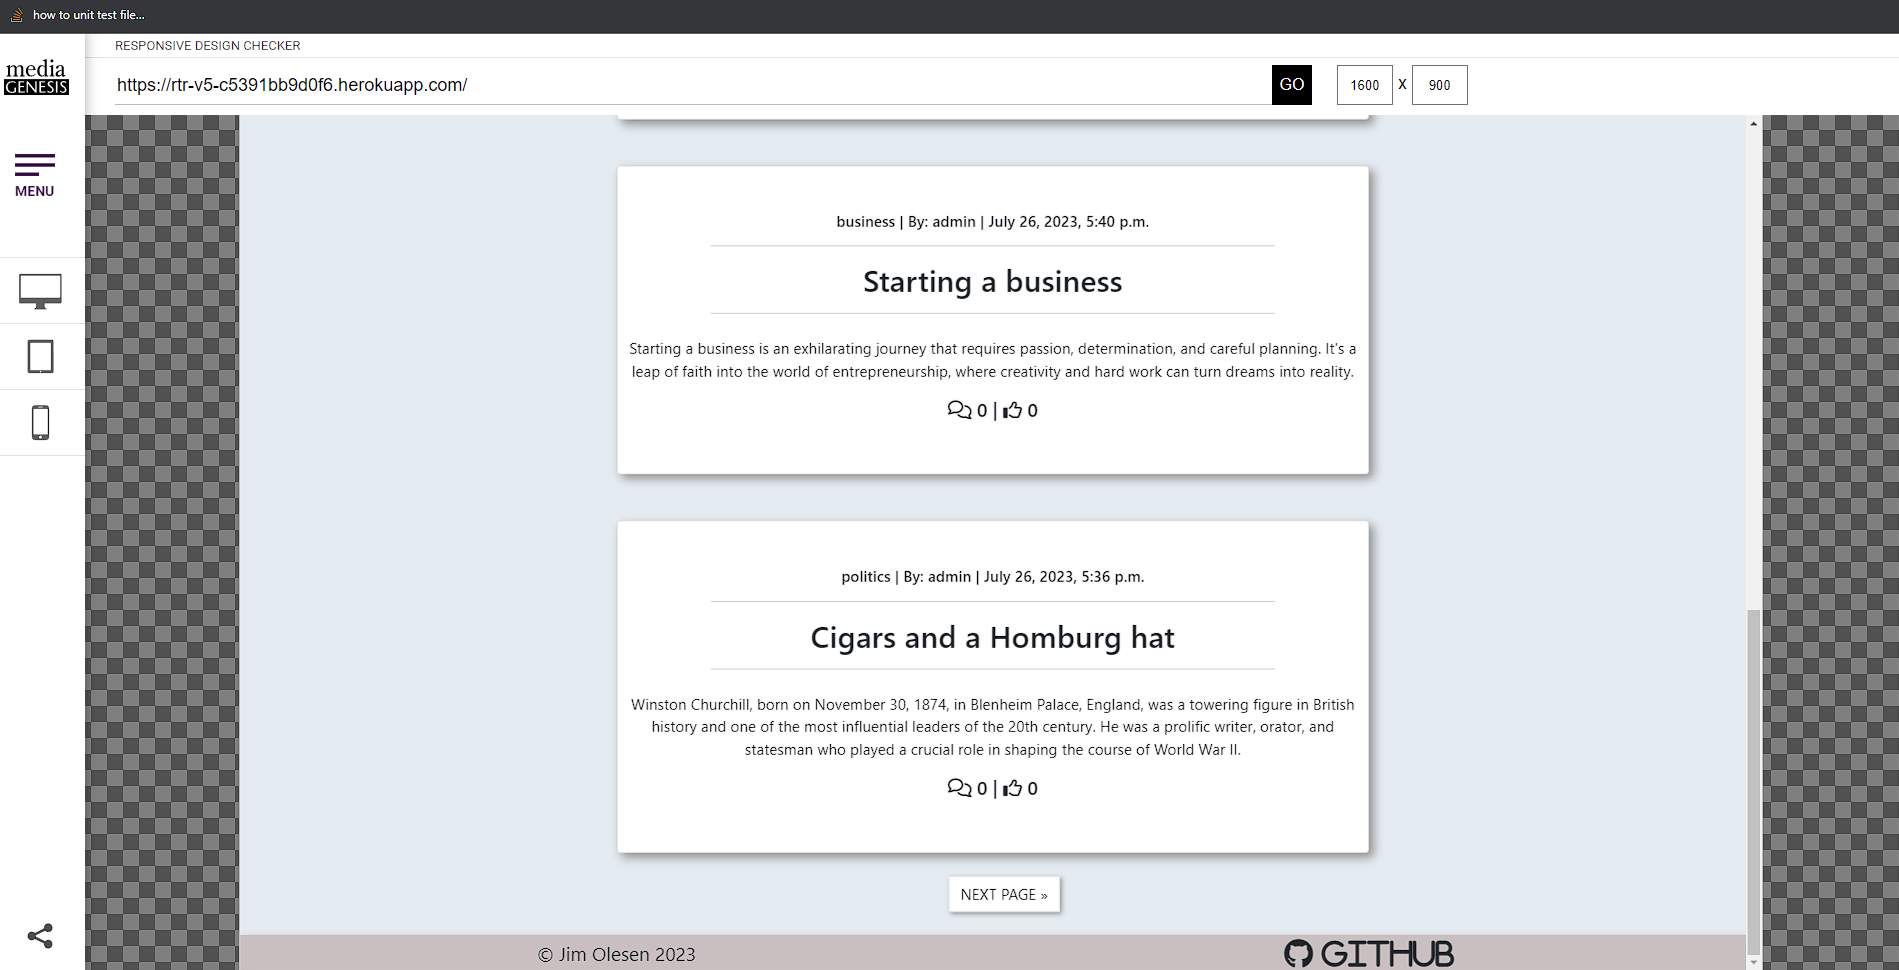 how to unit test file...
RESPONSIVE DESIGN CHECKER
media
GENESIS
https://rtr-v5-c5391bb9d0f6.herokuapp.com/
GO
1600 X 900
MENU
business | By: admin | July 26, 2023, 5:40 p.m.
Starting a business
Starting a business is an exhilarating journey that requires passion, determination, and careful planning. It's a
leap of faith into the world of entrepreneurship, where creativity and hard work can turn dreams into reality.
0 | 0
politics | By: admin | July 26, 2023, 5:36 p.m.
Cigars and a Homburg hat
Winston Churchill, born on November 30, 1874, in Blenheim Palace, England, was a towering figure in British
history and one of the most influential leaders of the 20th century. He was a prolific writer, orator, and
statesman who played a crucial role in shaping the course of World War II.
0 | 0
NEXT PAGE »
© Jim Olesen 2023
GITHUB